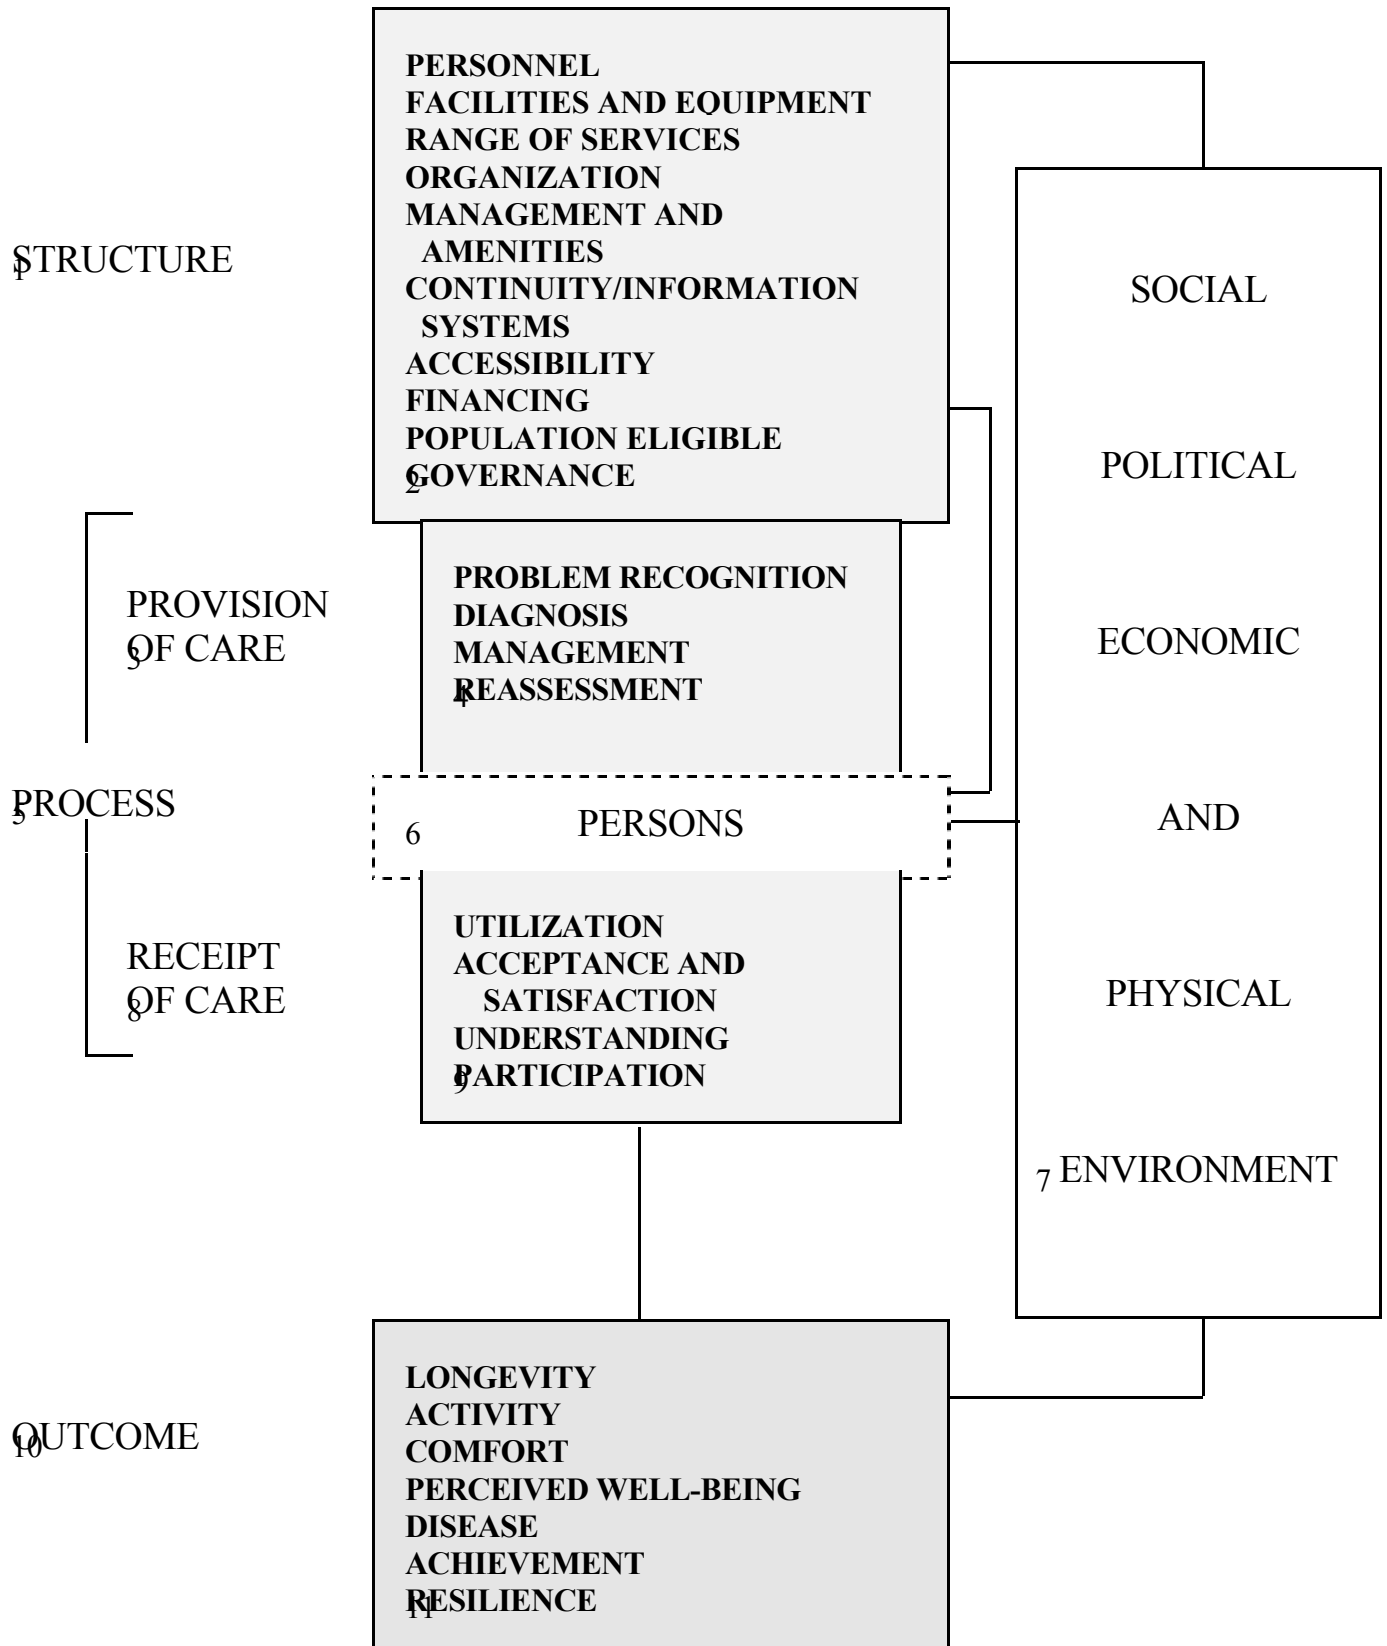 PERSONNEL
FACILITIES AND EQUIPMENT
RANGE OF SERVICES
ORGANIZATION
MANAGEMENT AND
AMENITIES
CONTINUITY/INFORMATION
SYSTEMS
ACCESSIBILITY
FINANCING
POPULATION ELIGIBLE
GOVERNANCE
2
STRUCTURE
1
PROVISION
OF CARE
3
PROBLEM RECOGNITION
DIAGNOSIS
MANAGEMENT
REASSESSMENT
4
PROCESS
5
6 PERSONS
RECEIPT
OF CARE
8
UTILIZATION
ACCEPTANCE AND
SATISFACTION
UNDERSTANDING
PARTICIPATION
9
SOCIAL
POLITICAL
ECONOMIC
AND
PHYSICAL
7 ENVIRONMENT
OUTCOME
10
LONGEVITY
ACTIVITY
COMFORT
PERCEIVED WELL-BEING
DISEASE
ACHIEVEMENT
RESILIENCE
11